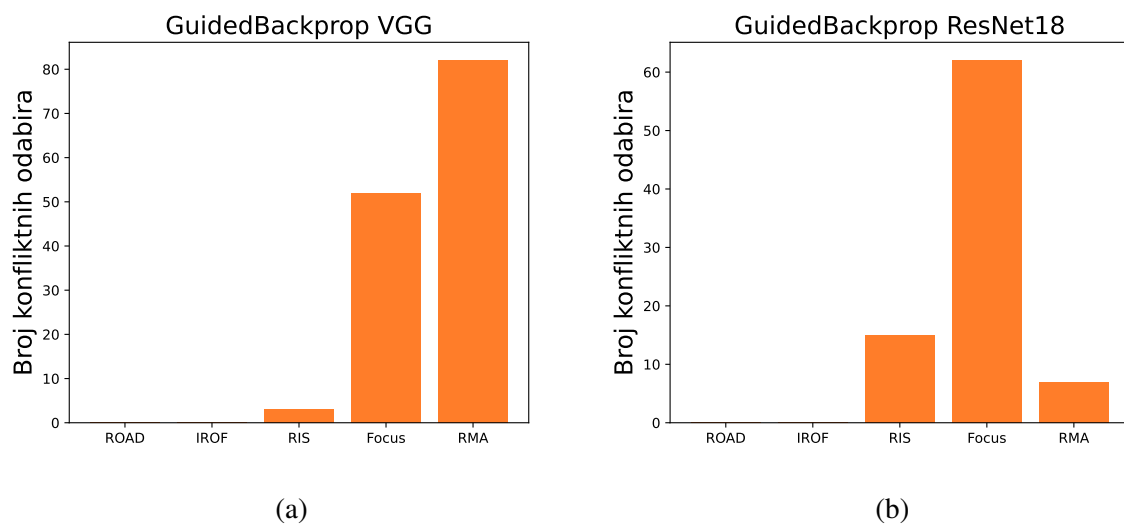 GuidedBackprop VGG
Broj konfliktnih odabira
80
70
60
50
40
30
20
10
0
ROAD IROF RIS Focus RMA
(a)
GuidedBackprop ResNet18
Broj konfliktnih odabira
60
50
40
30
20
10
0
ROAD IROF RIS Focus RMA
(b)